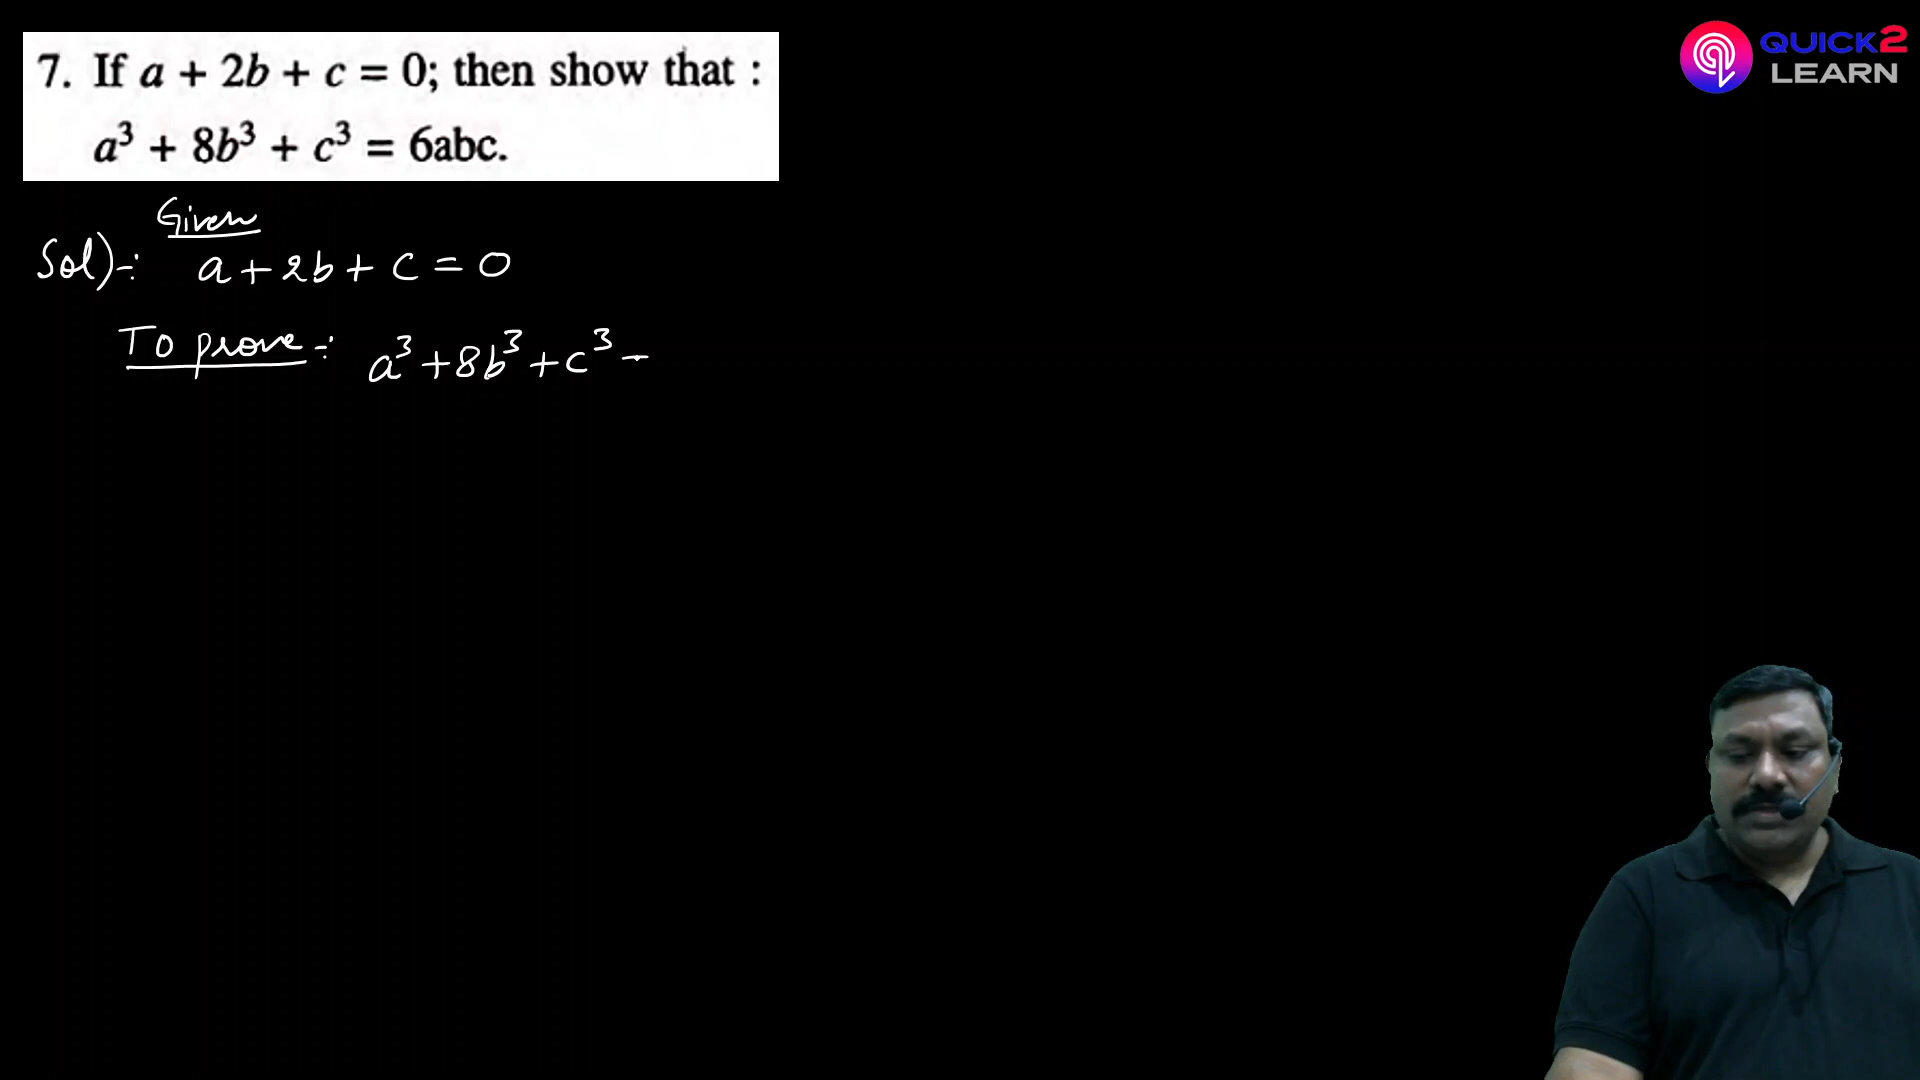 7. If a + 2b + c = 0; then show that :
a³ + 8b³ + c³ = 6abc.
QUICK2
LEARN
Given
Sol):- a + 2b + c = 0
To prove:- a³ + 8b³ + c³ -